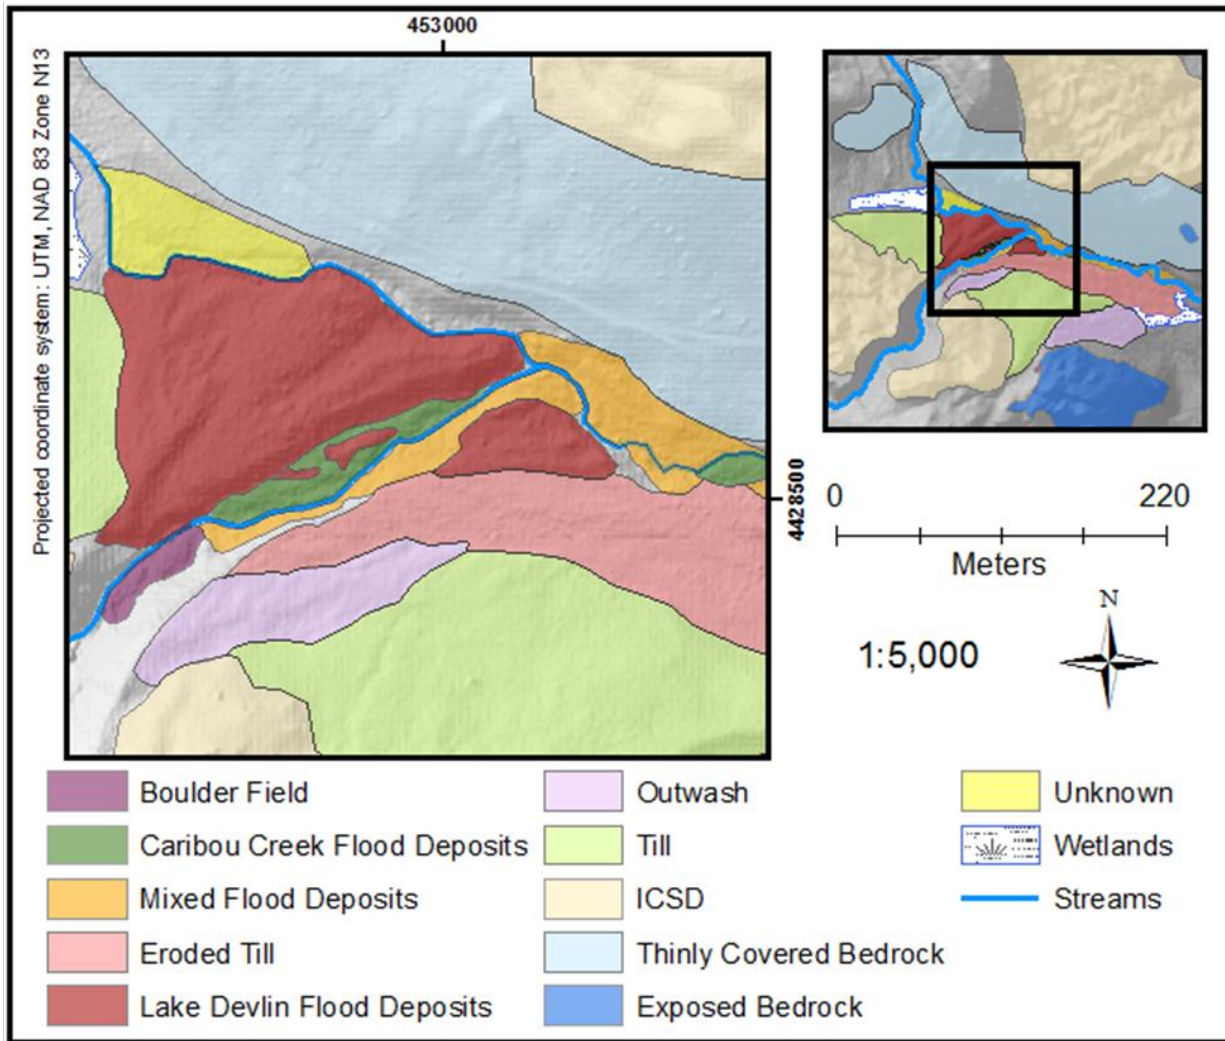 453000
Projected coordinate system: UTM, NAD 83 Zone N13
4428500
0 220
Meters
N
1:5,000
Boulder Field
Caribou Creek Flood Deposits
Mixed Flood Deposits
Eroded Till
Lake Devlin Flood Deposits
Outwash
Till
ICSD
Thinly Covered Bedrock
Exposed Bedrock
Unknown
Wetlands
Streams